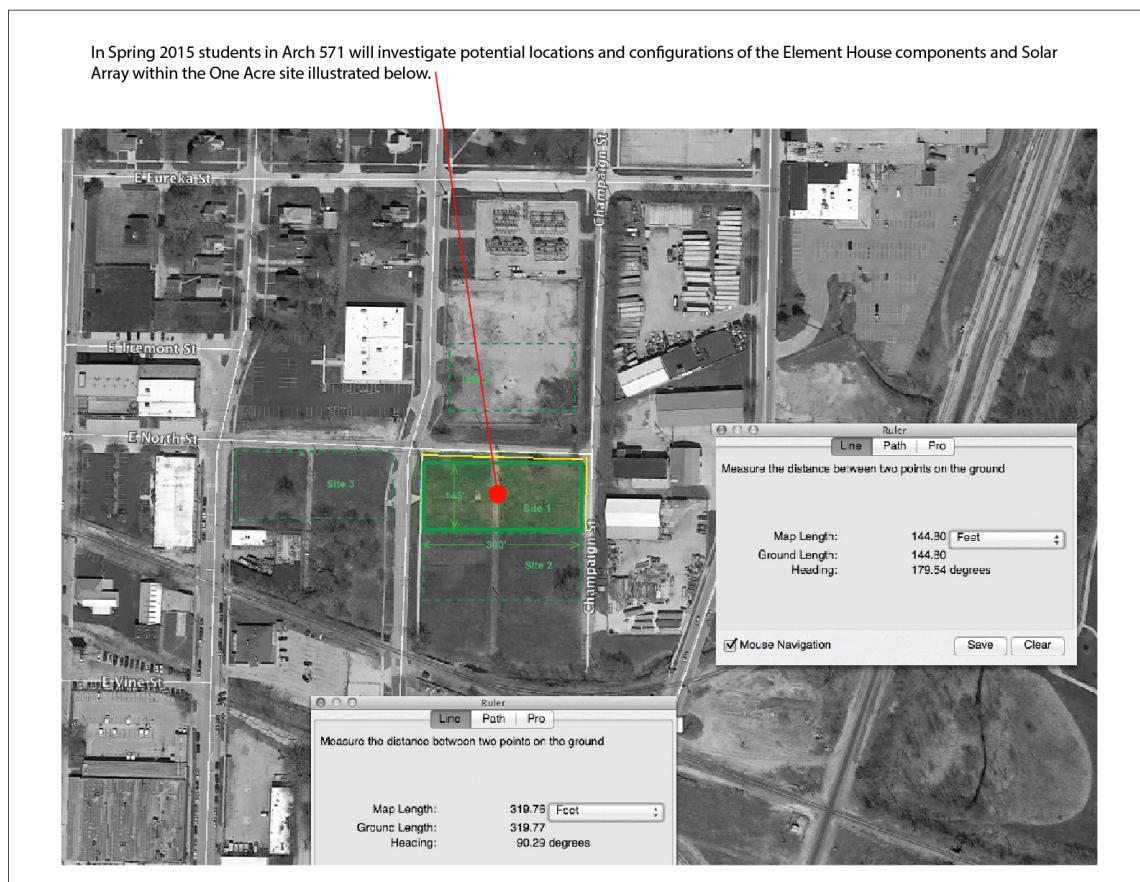 In Spring 2015 students in Arch 571 will investigate potential locations and configurations of the Element House components and Solar
Array within the One Acre site illustrated below.
E Eureka St
Champaign St
E Tremont St
E North St
Site 3
145'
Site 1
300'
Site 2
Champaign St
E Vine St
Ruler
Line Path Pro
Measure the distance between two points on the ground
Map Length: 144.80 Feet
Ground Length: 144.80
Heading: 179.54 degrees
Mouse Navigation Save Clear
Ruler
Line Path Pro
Measure the distance between two points on the ground
Map Length: 319.76 Feet
Ground Length: 319.77
Heading: 90.29 degrees